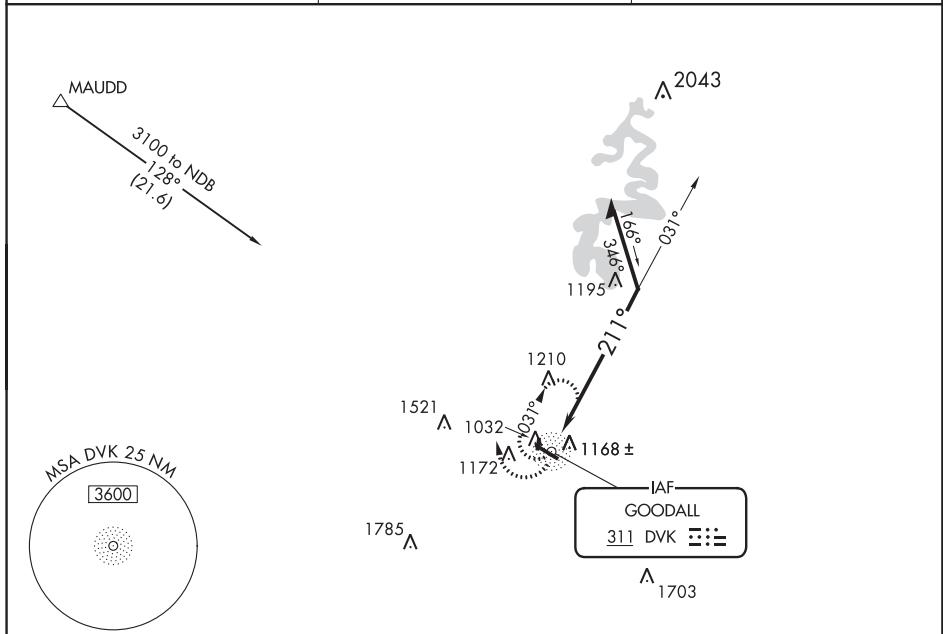 MAUDD
3100 to NDB
128°
(21.6)
2043
031°
166°
346°
1195
211°
1210
1521
1032
031°
1172
1168 ±
MSA DVK 25 NM
3600
IAF
GOODALL
311 DVK
1785
1703